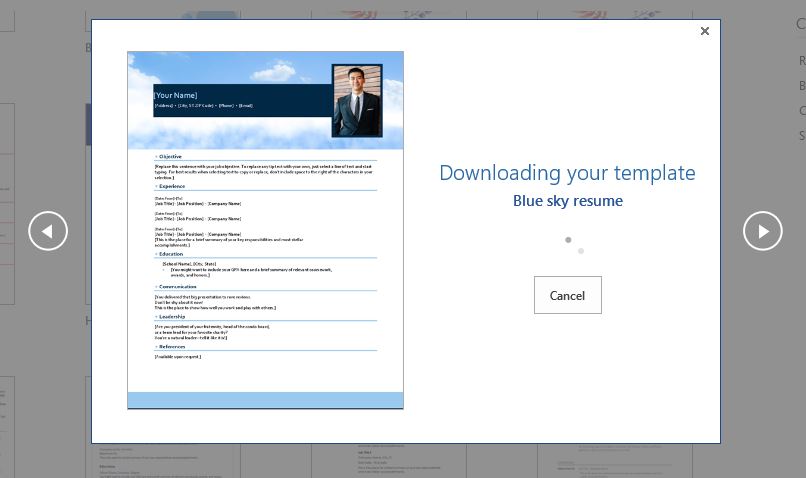 ×
[Your Name]
[Address] • [City, ST ZIP Code] • [Phone] • [Email]
Objective
[Replace this sentence with your job objective. To replace any tip text with your own, just select a line of text and start
typing. For best results when selecting text to copy or replace, don't include space to the right of the characters in your
selection.]
Experience
[Date From] - [To]
[Job Title] - [Job Position] - [Company Name]
[Date From] - [To]
[Job Title] - [Job Position] - [Company Name]
[Date From] - [To]
[Job Title] - [Job Position] - [Company Name]
[This is the place for a brief summary of your key responsibilities and most stellar
accomplishments.]
Education
[School Name], [City, State]
[You might want to include your GPA here and a brief summary of relevant coursework,
awards, and honors.]
Communication
[You delivered that big presentation to rave reviews.
Don't be shy about it now!
This is the place to show how well you work and play with others.]
Leadership
[Are you president of your fraternity, head of the condo board,
or a team lead for your favorite charity?
You're a natural leader - tell it like it is!]
References
[Available upon request.]
Downloading your template
Blue sky resume
Cancel